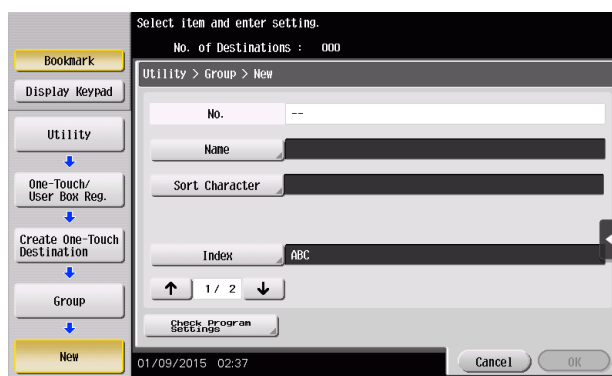 Select item and enter setting.
No. of Destinations : 000
Bookmark
Display Keypad
Utility
One-Touch/
User Box Reg.
Create One-Touch
Destination
Group
New
Utility > Group > New
No. --
Name
Sort Character
Index ABC
↑ 1/ 2 ↓
Check Program
Settings
01/09/2015 02:37
Cancel OK